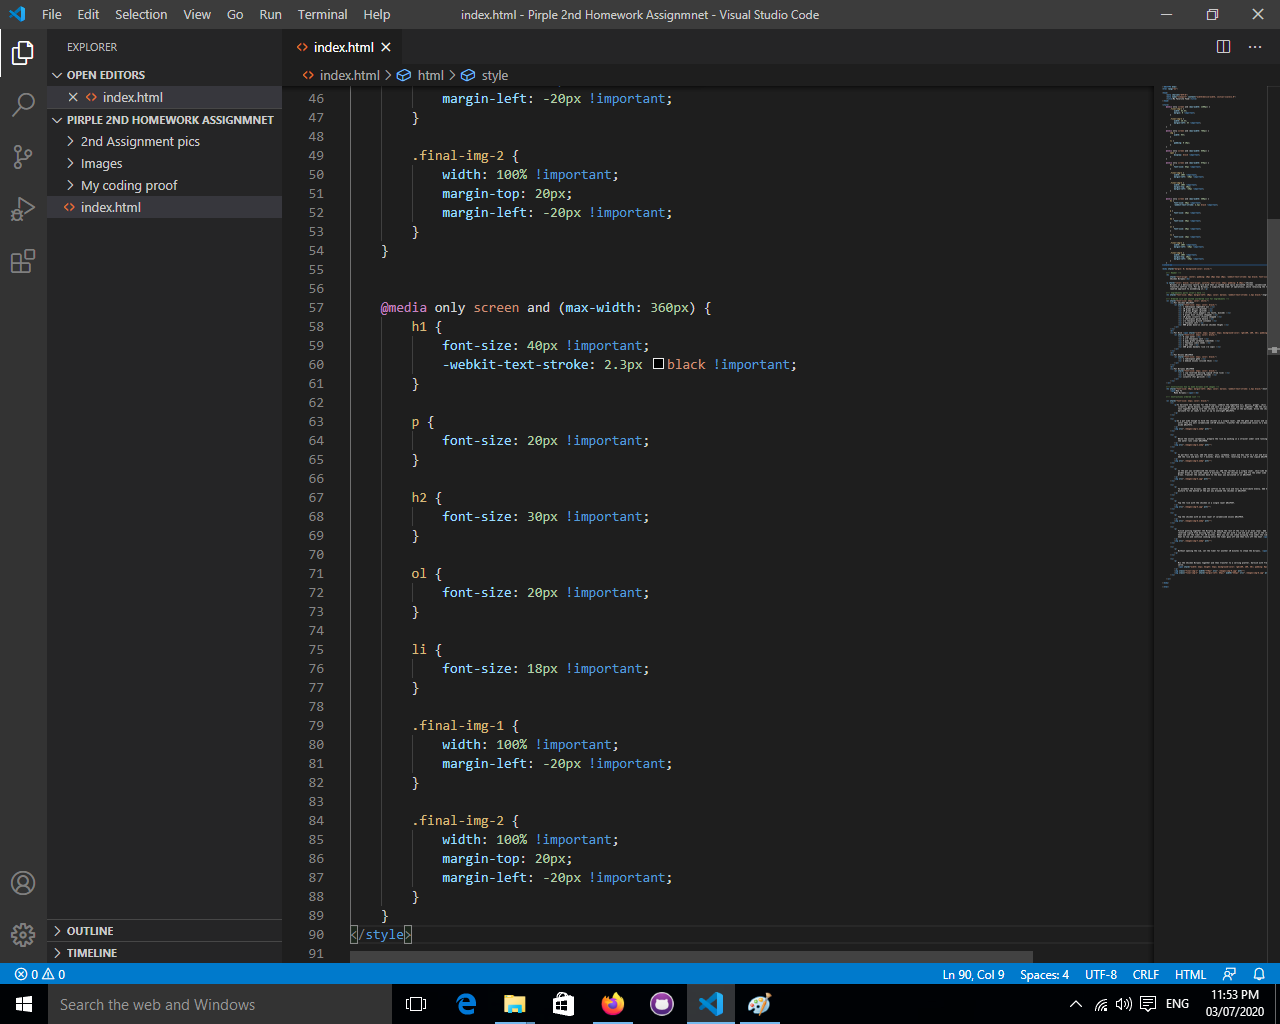 File Edit Selection View Go Run Terminal Help
index.html - Pirple 2nd Homework Assignmnet - Visual Studio Code
EXPLORER
OPEN EDITORS
index.html
PIRPLE 2ND HOMEWORK ASSIGNMNET
2nd Assignment pics
Images
My coding proof
index.html
OUTLINE
TIMELINE
index.html
index.html > html > style
46 margin-left: -20px !important;
47 }
48
49 .final-img-2 {
50 width: 100% !important;
51 margin-top: 20px;
52 margin-left: -20px !important;
53 }
54 }
55
56
57 @media only screen and (max-width: 360px) {
58 h1 {
59 font-size: 40px !important;
60 -webkit-text-stroke: 2.3px black !important;
61 }
62
63 p {
64 font-size: 20px !important;
65 }
66
67 h2 {
68 font-size: 30px !important;
69 }
70
71 ol {
72 font-size: 20px !important;
73 }
74
75 li {
76 font-size: 18px !important;
77 }
78
79 .final-img-1 {
80 width: 100% !important;
81 margin-left: -20px !important;
82 }
83
84 .final-img-2 {
85 width: 100% !important;
86 margin-top: 20px;
87 margin-left: -20px !important;
88 }
89 }
90 </style>
91
0 0
Ln 90, Col 9 Spaces: 4 UTF-8 CRLF HTML
Search the web and Windows
ENG
11:53 PM
03/07/2020